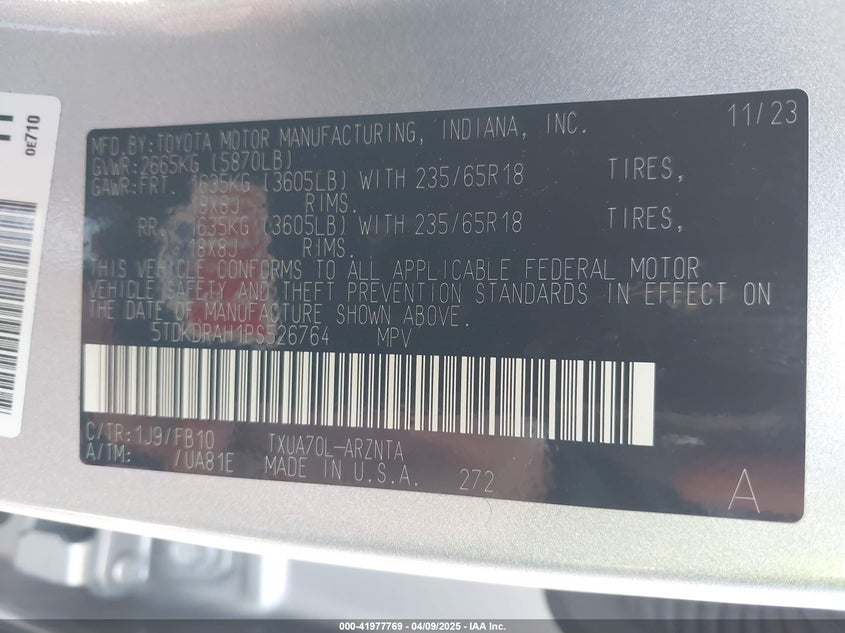 0E710
11/23
MFD.BY:TOYOTA MOTOR MANUFACTURING, INDIANA, INC.
GVWR:2665KG (5870LB)
GAWR:FRT. 1635KG (3605LB) WITH 235/65R18 TIRES,
18X8J RIMS.
RR. 1635KG (3605LB) WITH 235/65R18 TIRES,
18X8J RIMS.
THIS VEHICLE CONFORMS TO ALL APPLICABLE FEDERAL MOTOR
VEHICLE SAFETY AND THEFT PREVENTION STANDARDS IN EFFECT ON
THE DATE OF MANUFACTURE SHOWN ABOVE.
5TDKDRAH1PS526764 MPV
C/TR:1J9/FB10 TXUA70L-ARZNTA
A/TM: /UA81E MADE IN U.S.A. 272
A
000-41977769 - 04/09/2025 - IAA Inc.